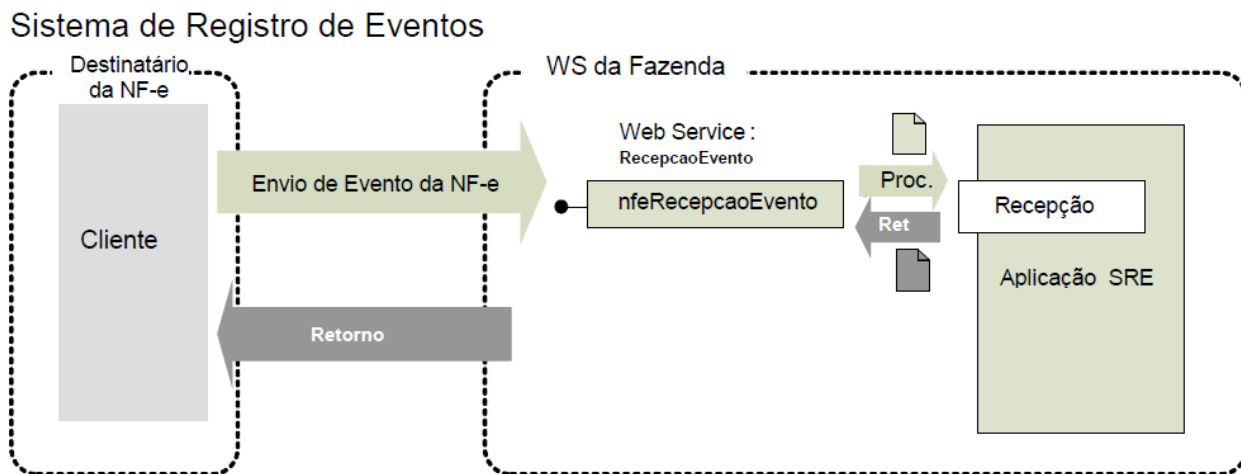 Sistema de Registro de Eventos
Destinatário
da NF-e
WS da Fazenda
Web Service :
RecepcaoEvento
Envio de Evento da NF-e
nfeRecepcaoEvento
Proc.
Ret
Recepção
Cliente
Aplicação SRE
Retorno